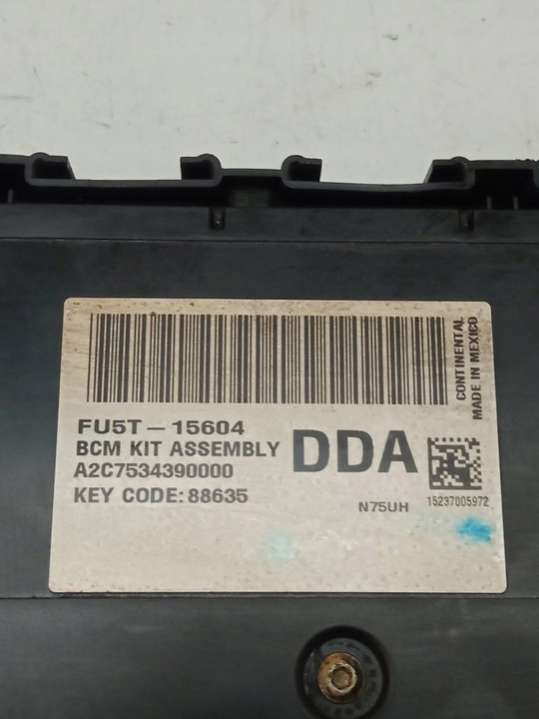 FU5T-15604
BCM KIT ASSEMBLY
A2C7534390000
KEY CODE:88635
DDA
N75UH
15237005972
CONTINENTAL
MADE IN MEXICO